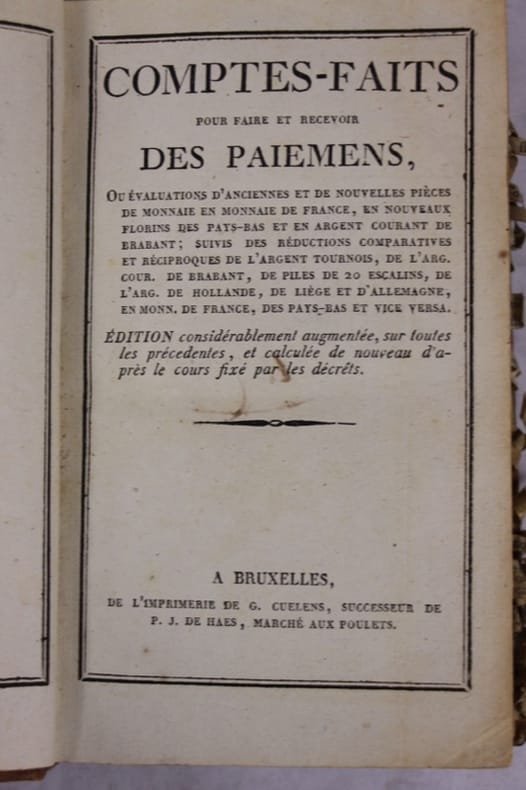 COMPTES-FAITS
POUR FAIRE ET RECEVOIR
DES PAIEMENS,
OU ÉVALUATIONS D'ANCIENNES ET DE NOUVELLES PIÈCES
DE MONNAIE EN MONNAIE DE FRANCE, EN NOUVEAUX
FLORINS DES PAYS-BAS ET EN ARGENT COURANT DE
BRABANT; SUIVIS DES RÉDUCTIONS COMPARATIVES
ET RÉCIPROQUES DE L'ARGENT TOURNOIS, DE L'ARG.
COUR. DE BRABANT, DE PILES DE 20 ESCALINS, DE
L'ARG. DE HOLLANDE, DE LIÈGE ET D'ALLEMAGNE,
EN MONN. DE FRANCE, DES PAYS-BAS ET VICE VERSA.
ÉDITION considérablement augmentée, sur toutes
les précedentes, et calculée de nouveau d'a-
près le cours fixé par les décrêts.
A BRUXELLES,
DE L'IMPRIMERIE DE G. CUELENS, SUCCESSEUR DE
P. J. DE HAES, MARCHÉ AUX POULETS.